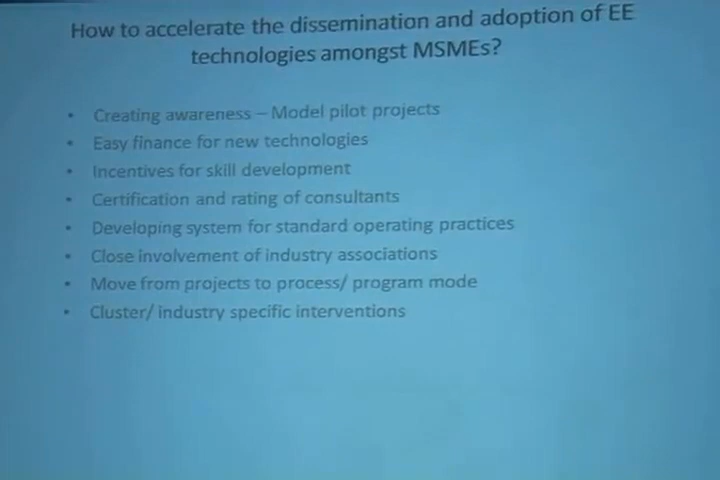 How to accelerate the dissemination and adoption of EE
technologies amongst MSMEs?
• Creating awareness – Model pilot projects
• Easy finance for new technologies
• Incentives for skill development
• Certification and rating of consultants
• Developing system for standard operating practices
• Close involvement of industry associations
• Move from projects to process/ program mode
• Cluster/ industry specific interventions